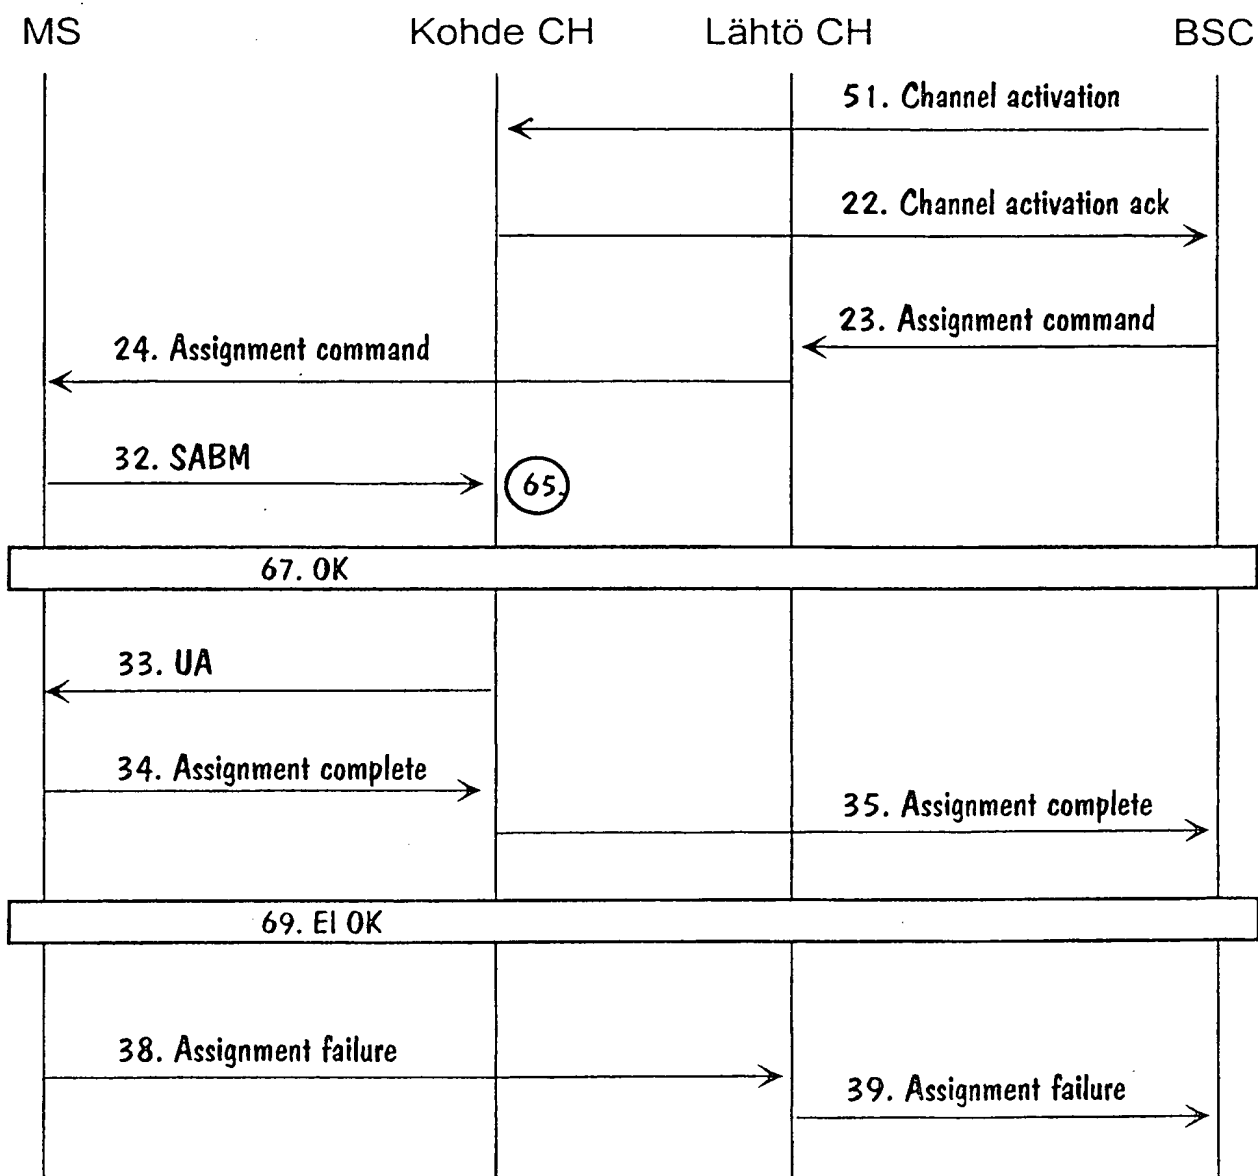 MS Kohde CH Lähtö CH BSC
51. Channel activation
22. Channel activation ack
23. Assignment command
24. Assignment command
32. SABM
65.
67. OK
33. UA
34. Assignment complete
35. Assignment complete
69. EI OK
38. Assignment failure
39. Assignment failure